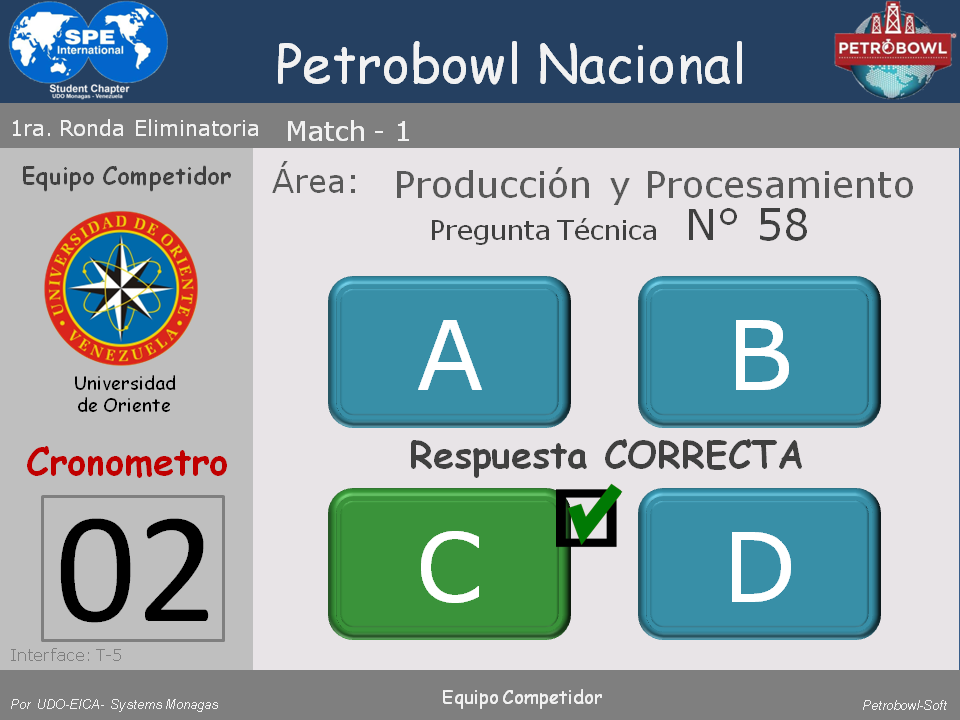 SPE
International
Student Chapter
UDO Monagas - Venezuela
Petrobowl Nacional
PETROBOWL
1ra. Ronda Eliminatoria
Match - 1
Equipo Competidor
UNIVERSIDAD DE ORIENTE
VENEZUELA
Universidad
de Oriente
Cronometro
02
Interface: T-5
Área:
Producción y Procesamiento
Pregunta Técnica N° 58
A
B
Respuesta CORRECTA
C
D
Por UDO-EICA- Systems Monagas
Equipo Competidor
Petrobowl-Soft